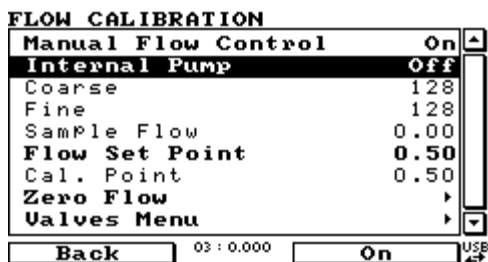 FLOW CALIBRATION
Manual Flow Control On
Internal Pump Off
Coarse 128
Fine 128
Sample Flow 0.00
Flow Set Point 0.50
Cal. Point 0.50
Zero Flow
Valves Menu
Back 03:0.000 On USB